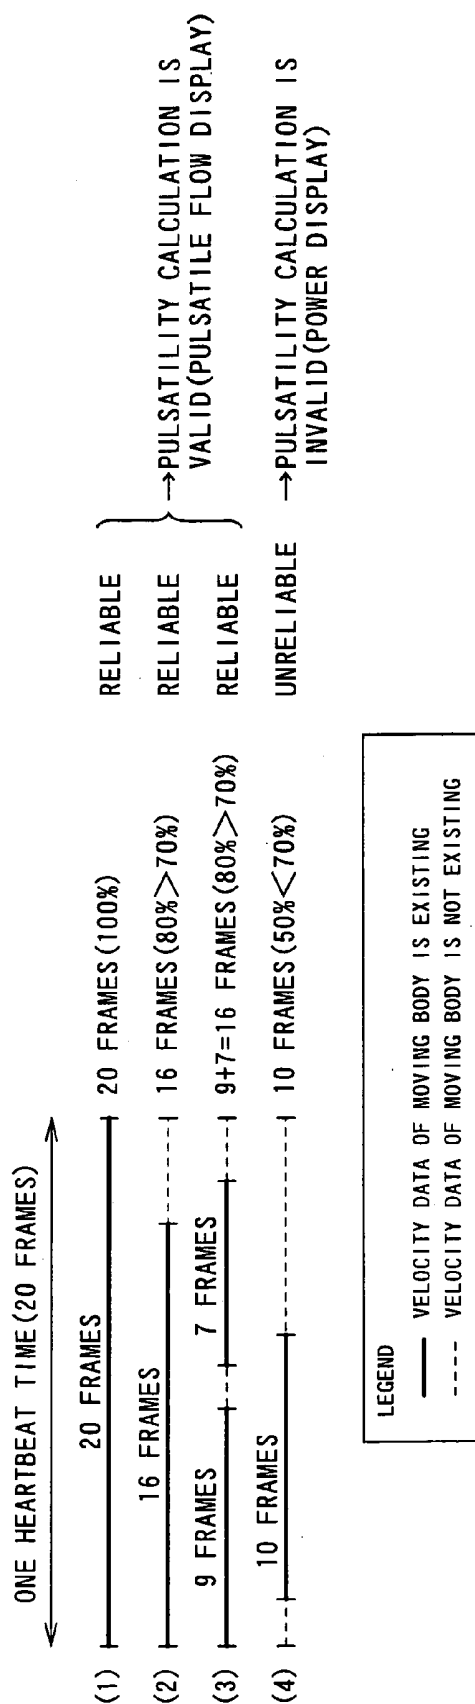 ONE HEARTBEAT TIME(20 FRAMES)
(1) 20 FRAMES 20 FRAMES(100%) RELIABLE
(2) 16 FRAMES 16 FRAMES(80%>70%) RELIABLE →PULSATILITY CALCULATION IS
VALID(PULSATILE FLOW DISPLAY)
(3) 9 FRAMES 7 FRAMES 9+7=16 FRAMES(80%>70%) RELIABLE
(4) 10 FRAMES 10 FRAMES(50%<70%) UNRELIABLE →PULSATILITY CALCULATION IS
INVALID(POWER DISPLAY)
LEGEND
VELOCITY DATA OF MOVING BODY IS EXISTING
VELOCITY DATA OF MOVING BODY IS NOT EXISTING